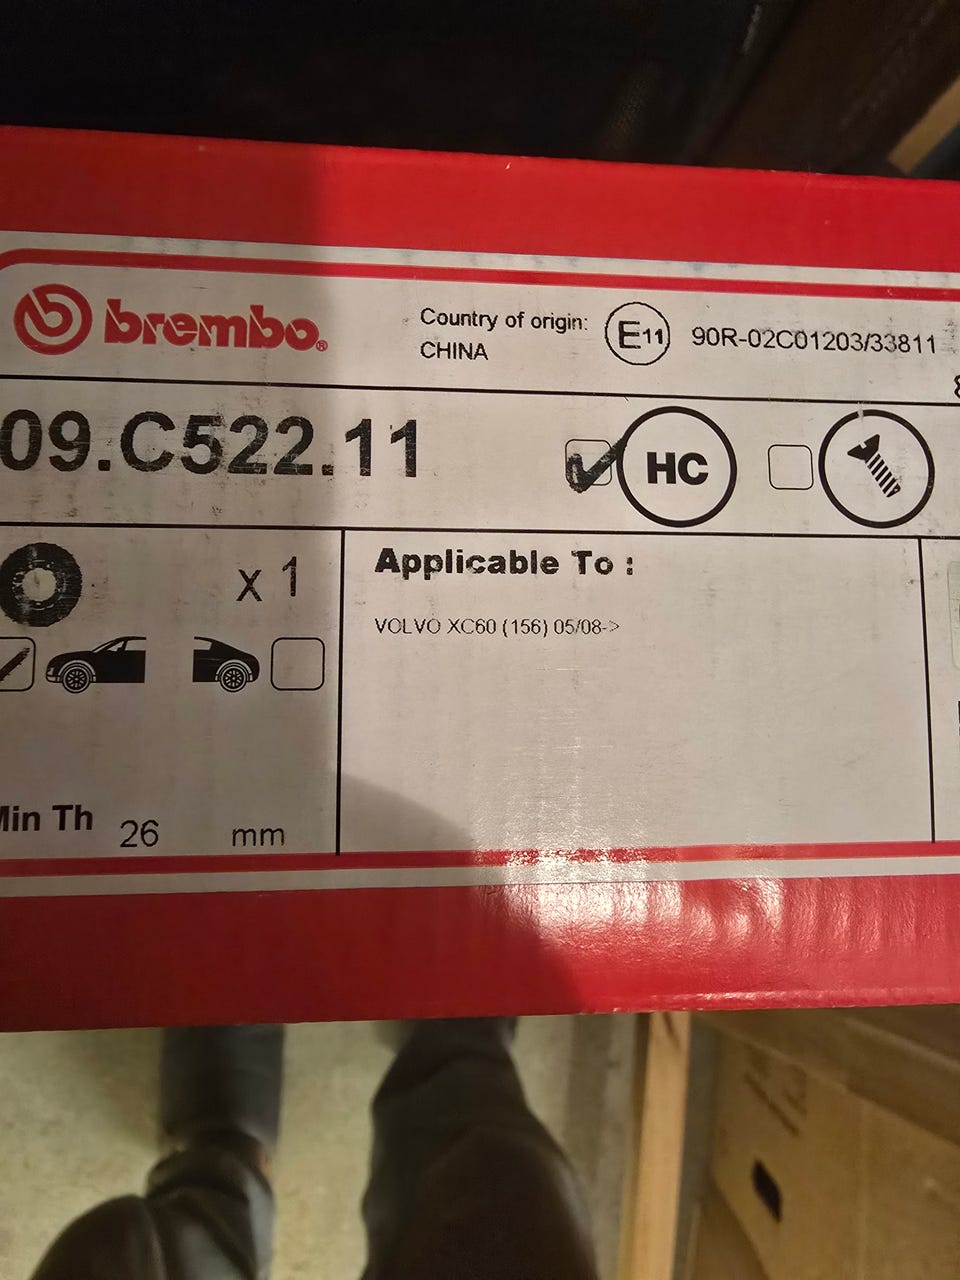 brembo®
Country of origin:
CHINA
E11
90R-02C01203/33811
09.C522.11
HC
x 1
Applicable To :
VOLVO XC60 (156) 05/08->
Min Th 26 mm